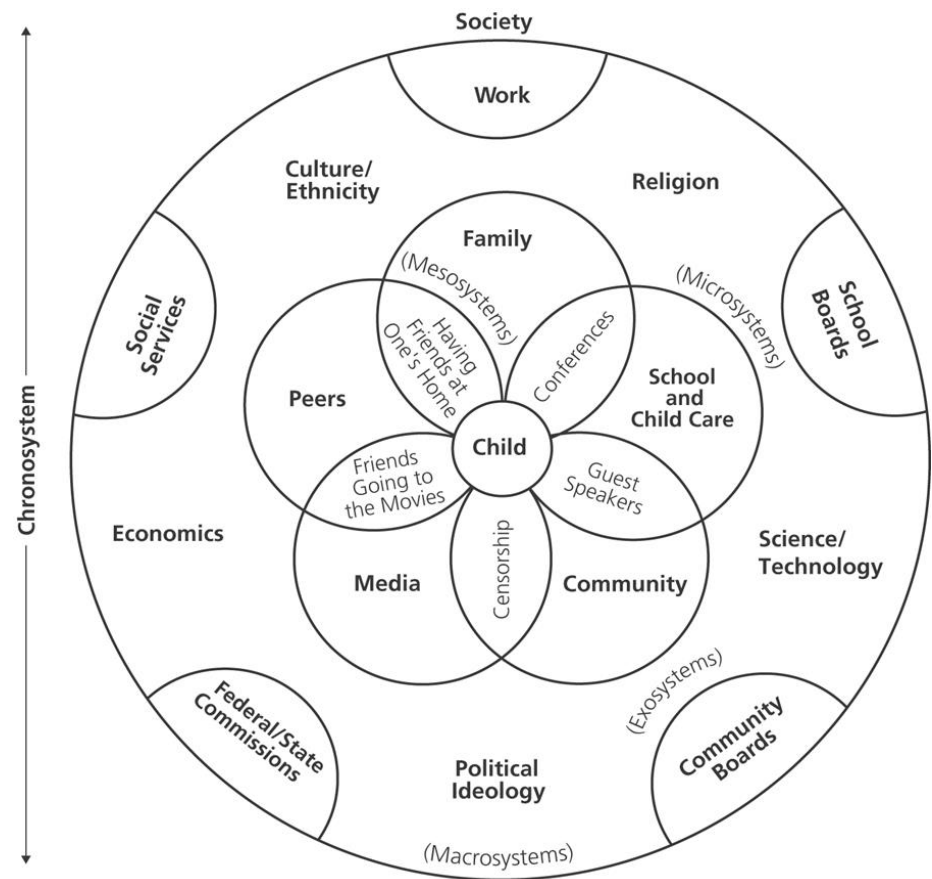 Society
Work
Culture/
Ethnicity
Religion
Family
(Mesosystems)
(Microsystems)
Social
Services
School
Boards
Having
Friends at
One's Home
Conferences
Peers
School
and
Child Care
Chronosystem
Child
Friends
Going to
the Movies
Guest
Speakers
Economics
Science/
Technology
Censorship
Media
Community
(Exosystems)
Federal/State
Commissions
Community
Boards
Political
Ideology
(Macrosystems)